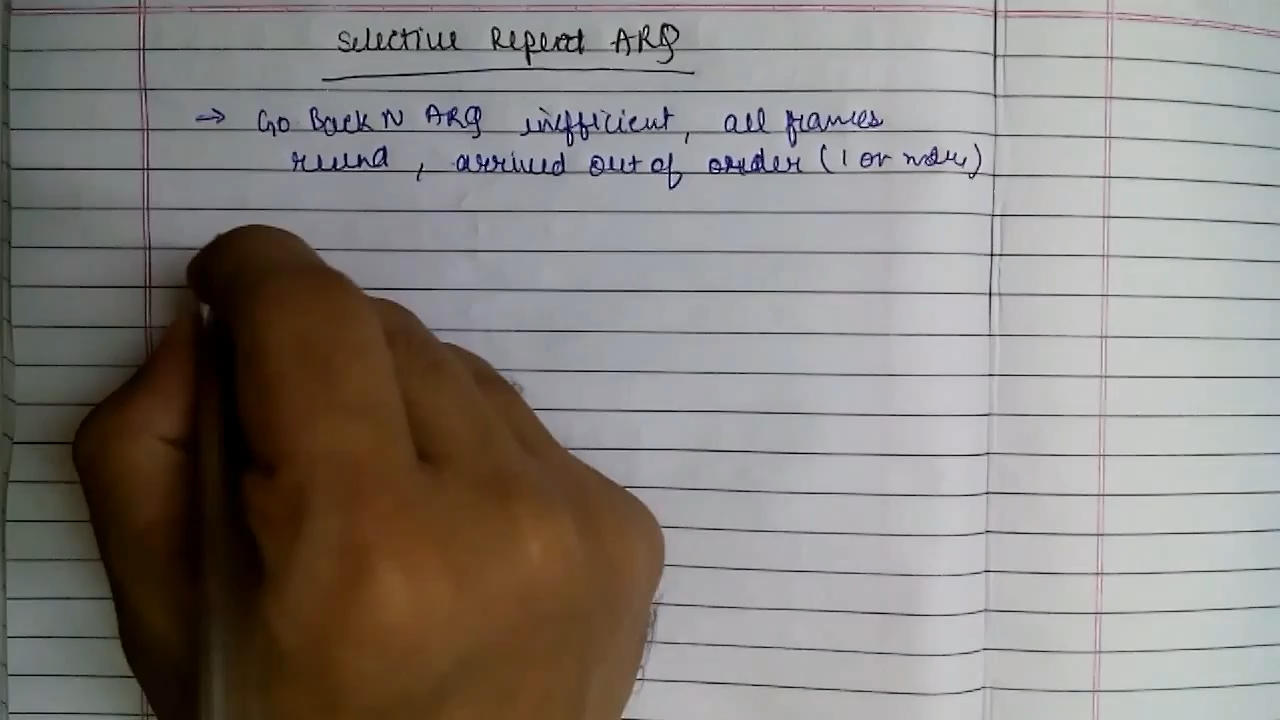 Selective Repeat ARQ
→ Go Back N ARQ inefficient, all frames
resend, arrived out of order (1 or more)